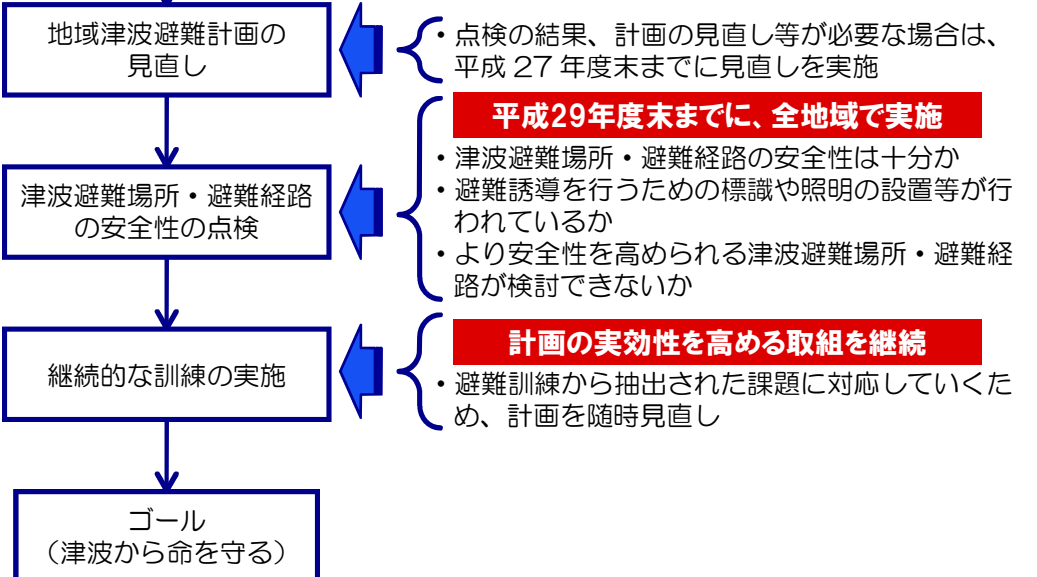 地域津波避難計画の
見直し
・点検の結果、計画の見直し等が必要な場合は、
平成 27 年度末までに見直しを実施
平成29年度末までに、全地域で実施
津波避難場所・避難経路
の安全性の点検
・津波避難場所・避難経路の安全性は十分か
・避難誘導を行うための標識や照明の設置等が行
われているか
・より安全性を高められる津波避難場所・避難経
路が検討できないか
計画の実効性を高める取組を継続
継続的な訓練の実施
・避難訓練から抽出された課題に対応していくた
め、計画を随時見直し
ゴール
（津波から命を守る）